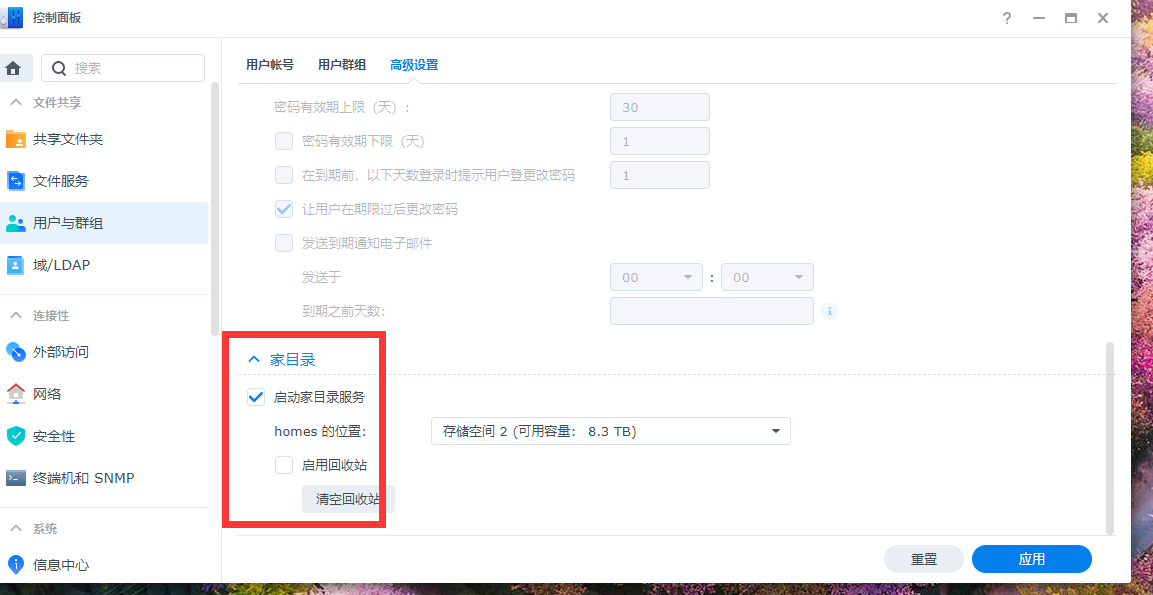 控制面板
搜索
文件共享
共享文件夹
文件服务
用户与群组
域/LDAP
连接性
外部访问
网络
安全性
终端机和 SNMP
系统
信息中心
用户帐号 用户群组 高级设置
密码有效期上限（天）: 30
密码有效期下限（天） 1
在到期前，以下天数登录时提示用户登更改密码 1
让用户在期限过后更改密码
发送到期通知电子邮件
发送于 00 : 00
到期之前天数:
家目录
启动家目录服务
homes 的位置: 存储空间 2 (可用容量: 8.3 TB)
启用回收站
清空回收站
重置 应用